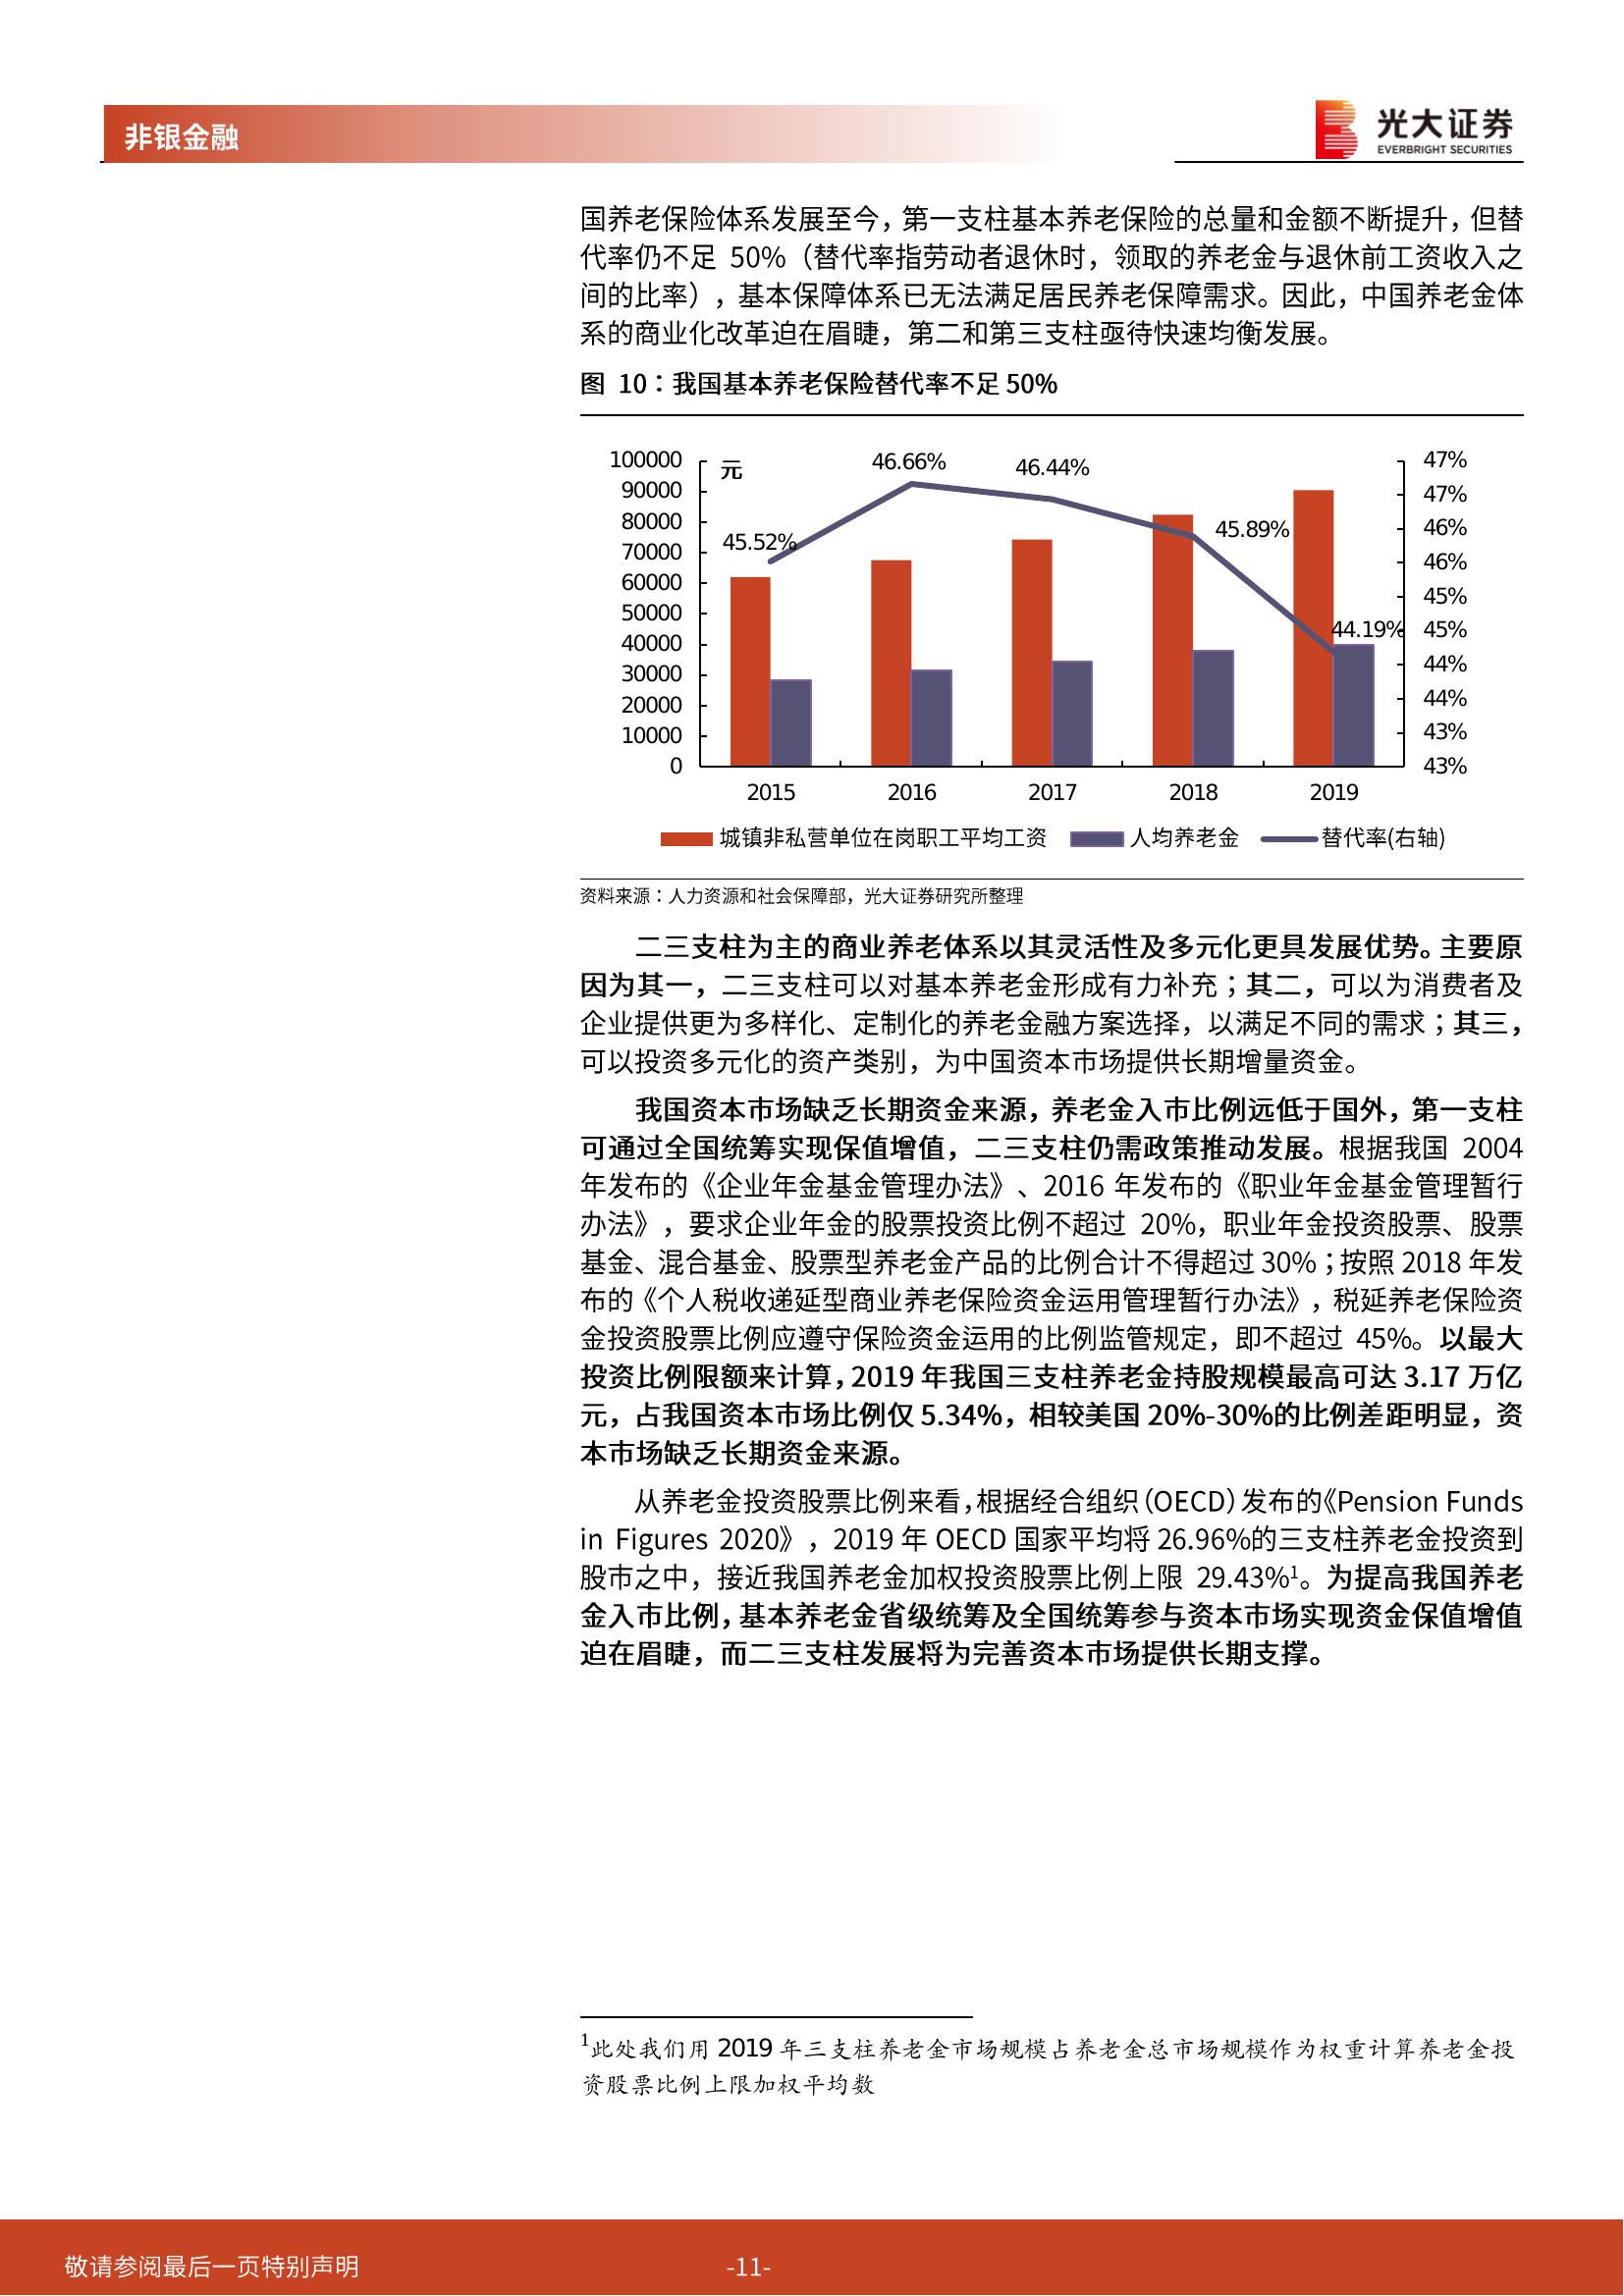 非银金融
光大证券
EVERBRIGHT SECURITIES
国养老保险体系发展至今，第一支柱基本养老保险的总量和金额不断提升，但替
代率仍不足 50%（替代率指劳动者退休时，领取的养老金与退休前工资收入之
间的比率），基本保障体系已无法满足居民养老保障需求。因此，中国养老金体
系的商业化改革迫在眉睫，第二和第三支柱亟待快速均衡发展。
图 10：我国基本养老保险替代率不足 50%
元
100000
90000
80000
70000
60000
50000
40000
30000
20000
10000
0
45.52%
46.66%
46.44%
45.89%
44.19%
47%
47%
46%
46%
45%
45%
44%
44%
43%
43%
2015 2016 2017 2018 2019
城镇非私营单位在岗职工平均工资 人均养老金 替代率(右轴)
资料来源：人力资源和社会保障部，光大证券研究所整理
二三支柱为主的商业养老体系以其灵活性及多元化更具发展优势。主要原
因为其一，二三支柱可以对基本养老金形成有力补充；其二，可以为消费者及
企业提供更为多样化、定制化的养老金融方案选择，以满足不同的需求；其三，
可以投资多元化的资产类别，为中国资本市场提供长期增量资金。
我国资本市场缺乏长期资金来源，养老金入市比例远低于国外，第一支柱
可通过全国统筹实现保值增值，二三支柱仍需政策推动发展。根据我国 2004
年发布的《企业年金基金管理办法》、2016 年发布的《职业年金基金管理暂行
办法》，要求企业年金的股票投资比例不超过 20%，职业年金投资股票、股票
基金、混合基金、股票型养老金产品的比例合计不得超过 30%；按照 2018 年发
布的《个人税收递延型商业养老保险资金运用管理暂行办法》，税延养老保险资
金投资股票比例应遵守保险资金运用的比例监管规定，即不超过 45%。以最大
投资比例限额来计算，2019 年我国三支柱养老金持股规模最高可达 3.17 万亿
元，占我国资本市场比例仅 5.34%，相较美国 20%-30%的比例差距明显，资
本市场缺乏长期资金来源。
从养老金投资股票比例来看，根据经合组织（OECD）发布的《Pension Funds
in Figures 2020》，2019 年 OECD 国家平均将 26.96%的三支柱养老金投资到
股市之中，接近我国养老金加权投资股票比例上限 29.43%1。为提高我国养老
金入市比例，基本养老金省级统筹及全国统筹参与资本市场实现资金保值增值
迫在眉睫，而二三支柱发展将为完善资本市场提供长期支撑。
1此处我们用 2019 年三支柱养老金市场规模占养老金总市场规模作为权重计算养老金投
资股票比例上限加权平均数
敬请参阅最后一页特别声明
-11-